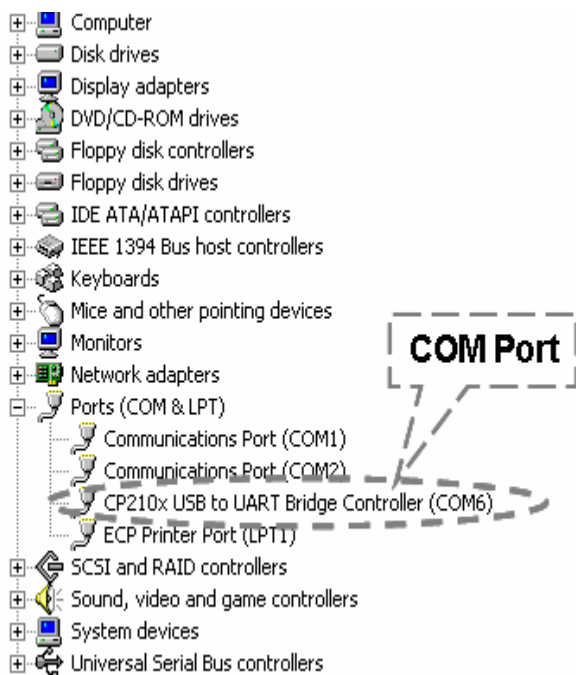 Computer
Disk drives
Display adapters
DVD/CD-ROM drives
Floppy disk controllers
Floppy disk drives
IDE ATA/ATAPI controllers
IEEE 1394 Bus host controllers
Keyboards
Mice and other pointing devices
Monitors
COM Port
Network adapters
Ports (COM & LPT)
Communications Port (COM1)
Communications Port (COM2)
CP210x USB to UART Bridge Controller (COM6)
ECP Printer Port (LPT1)
SCSI and RAID controllers
Sound, video and game controllers
System devices
Universal Serial Bus controllers